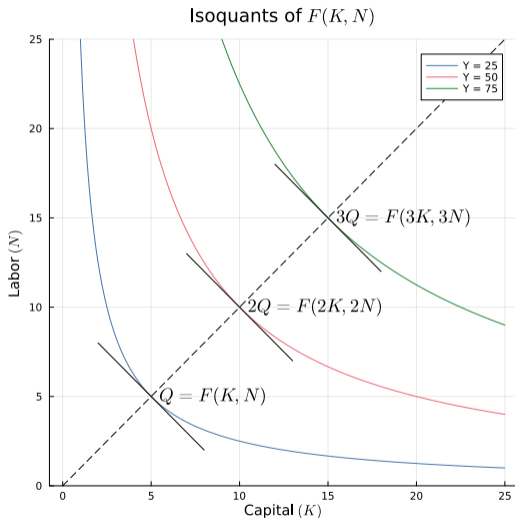 Isoquants of F(K, N)
Y = 25
Y = 50
Y = 75
25
20
15
10
5
0
Labor (N)
3Q = F(3K, 3N)
2Q = F(2K, 2N)
Q = F(K, N)
0
5
10
15
20
25
Capital (K)